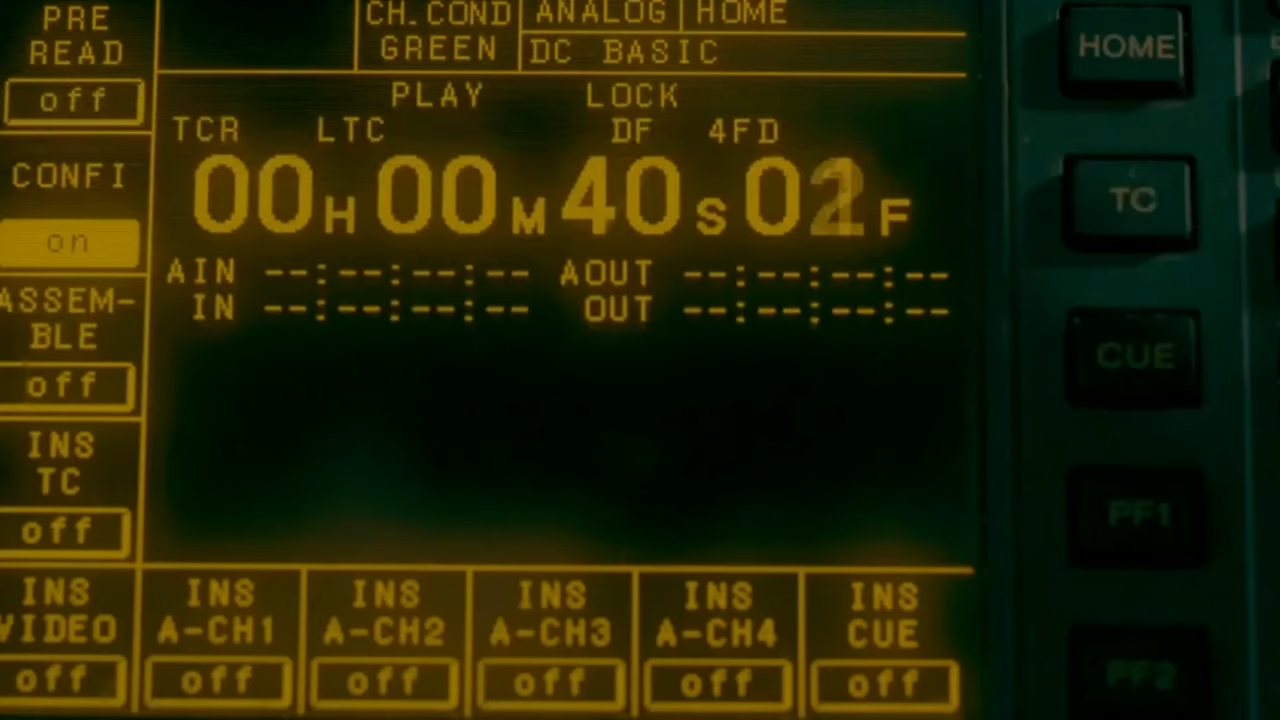 PRE
READ
off
CONFI
on
ASSEM-
BLE
off
INS
TC
off
CH.COND
GREEN
ANALOG HOME
DC BASIC
PLAY LOCK
TCR LTC DF 4FD
00H00M40S02F
AIN --:--:--:-- AOUT --:--:--:--
IN --:--:--:-- OUT --:--:--:--
INS
VIDEO
off
INS
A-CH1
off
INS
A-CH2
off
INS
A-CH3
off
INS
A-CH4
off
INS
CUE
off
HOME
TC
CUE
PF1
PF2